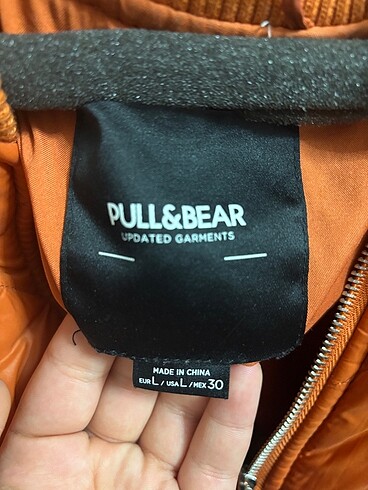 PULL&BEAR
UPDATED GARMENTS
MADE IN CHINA
EUR L / USA L / MEX 30